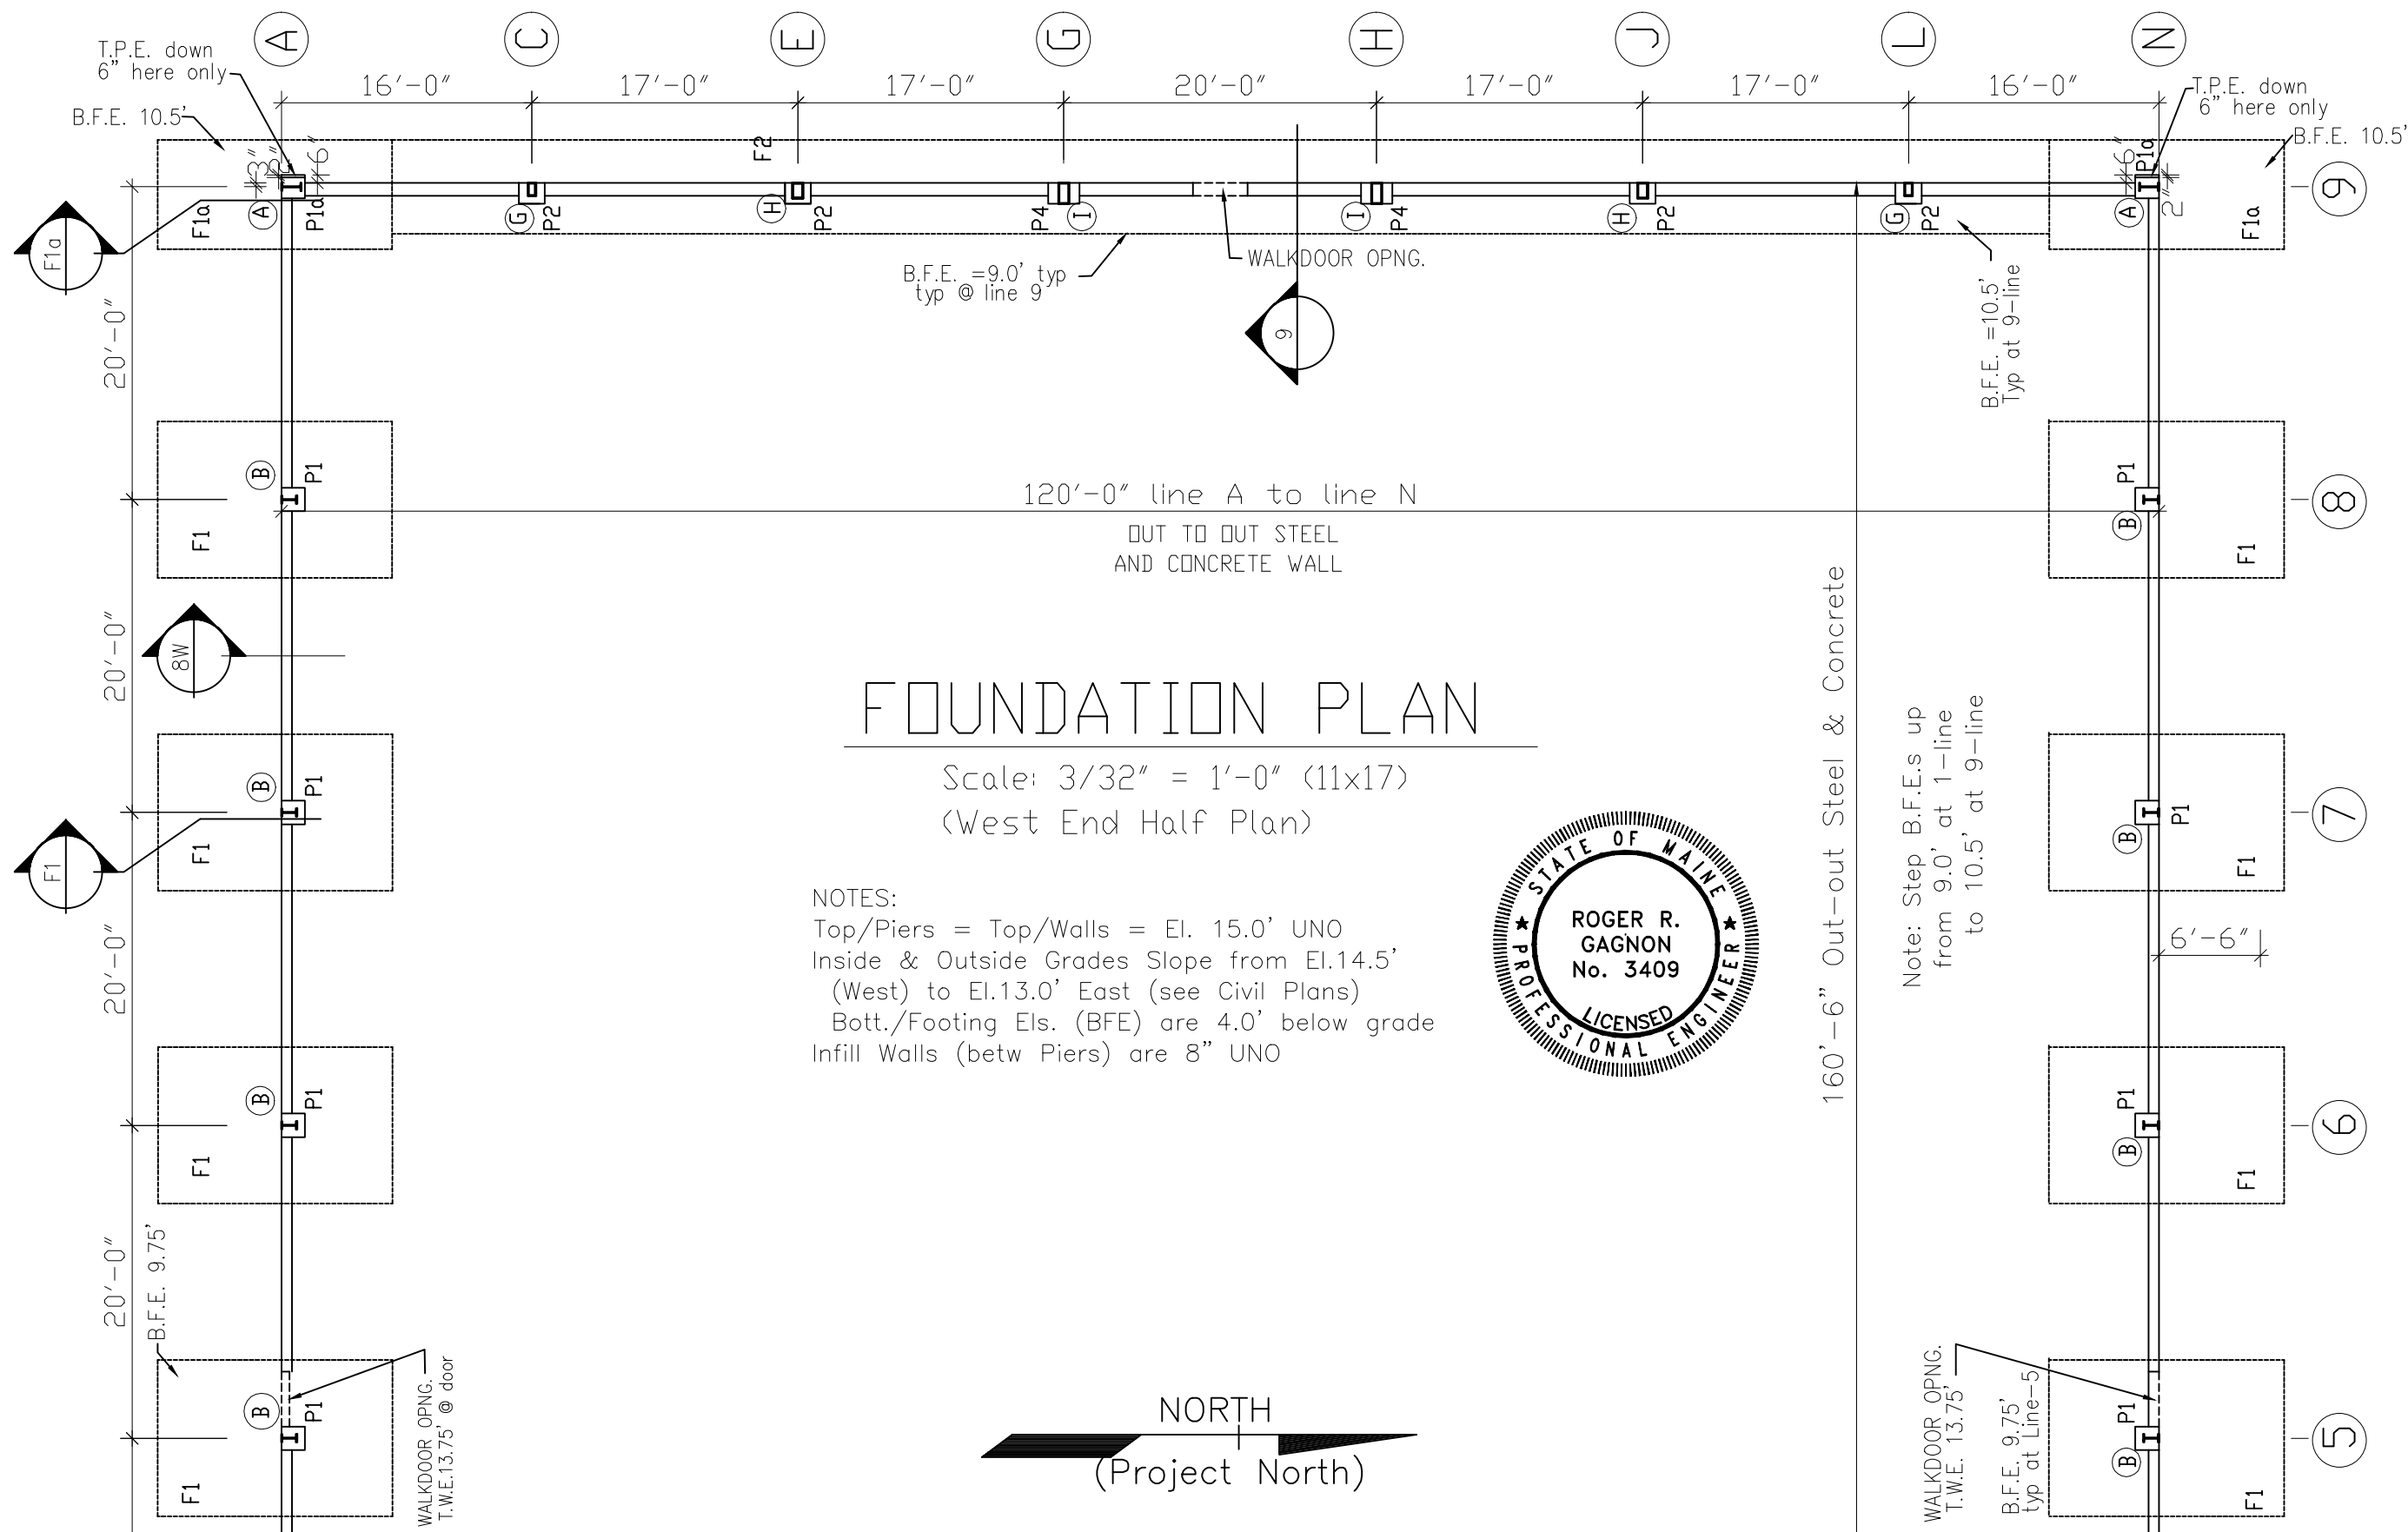 A
C
E
G
H
J
L
N
T.P.E. down
6" here only
16'-0"
17'-0"
17'-0"
20'-0"
17'-0"
17'-0"
16'-0"
T.P.E. down
6" here only
B.F.E. 10.5'
B.F.E. 10.5'
F2
3"
6"
6"
P1a
2"
9
F1a
F1a
A
P1a
G
P2
H
P2
P4
I
I
P4
H
P2
G
P2
A
F1a
WALKDOOR OPNG.
B.F.E. =9.0' typ
typ @ line 9
9
B.F.E. =10.5'
Typ at 9-line
20'-0"
B
P1
F1
120'-0" line A to line N
OUT TO OUT STEEL
AND CONCRETE WALL
P1
B
F1
8
20'-0"
8W
160'-6" Out-out Steel & Concrete
FOUNDATION PLAN
Scale: 3/32" = 1'-0" (11x17)
(West End Half Plan)
Note: Step B.F.E.s up
from 9.0' at 1-line
to 10.5' at 9-line
B
P1
F1
F1
B
P1
F1
7
NOTES:
Top/Piers = Top/Walls = El. 15.0' UNO
Inside & Outside Grades Slope from El.14.5'
(West) to El.13.0' East (see Civil Plans)
Bott./Footing Els. (BFE) are 4.0' below grade
Infill Walls (betw Piers) are 8" UNO
STATE OF MAINE
ROGER R.
GAGNON
No. 3409
LICENSED
PROFESSIONAL ENGINEER
6'-6"
20'-0"
B
P1
F1
P1
B
F1
6
20'-0"
B.F.E. 9.75'
B
P1
F1
WALKDOOR OPNG.
T.W.E.13.75' @ door
NORTH
(Project North)
WALKDOOR OPNG.
T.W.E. 13.75'
B.F.E. 9.75'
typ at Line-5
P1
B
F1
5